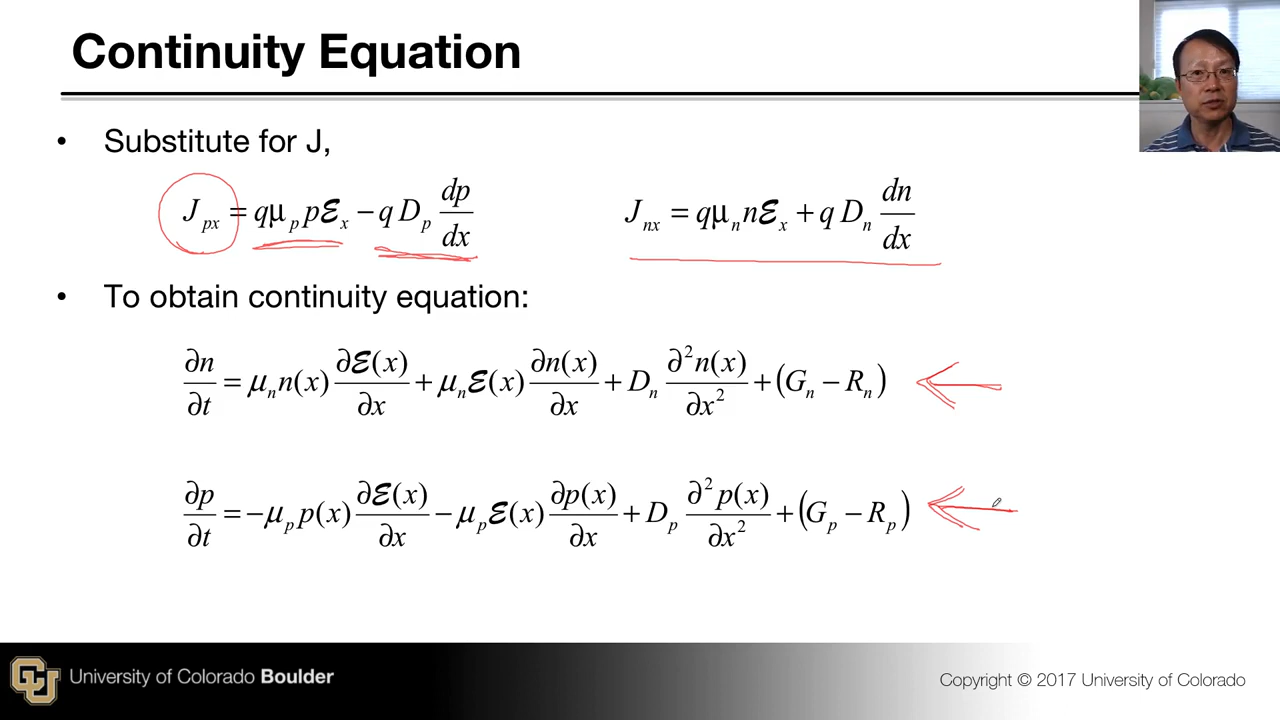 Continuity Equation
• Substitute for J,
J_px = qμ_p pℰ_x − q D_p dp/dx
J_nx = qμ_n nℰ_x + q D_n dn/dx
• To obtain continuity equation:
∂n/∂t = μ_n n(x) ∂ℰ(x)/∂x + μ_n ℰ(x) ∂n(x)/∂x + D_n ∂²n(x)/∂x² + (G_n − R_n)
∂p/∂t = −μ_p p(x) ∂ℰ(x)/∂x − μ_p ℰ(x) ∂p(x)/∂x + D_p ∂²p(x)/∂x² + (G_p − R_p)
CU University of Colorado Boulder
Copyright © 2017 University of Colorado